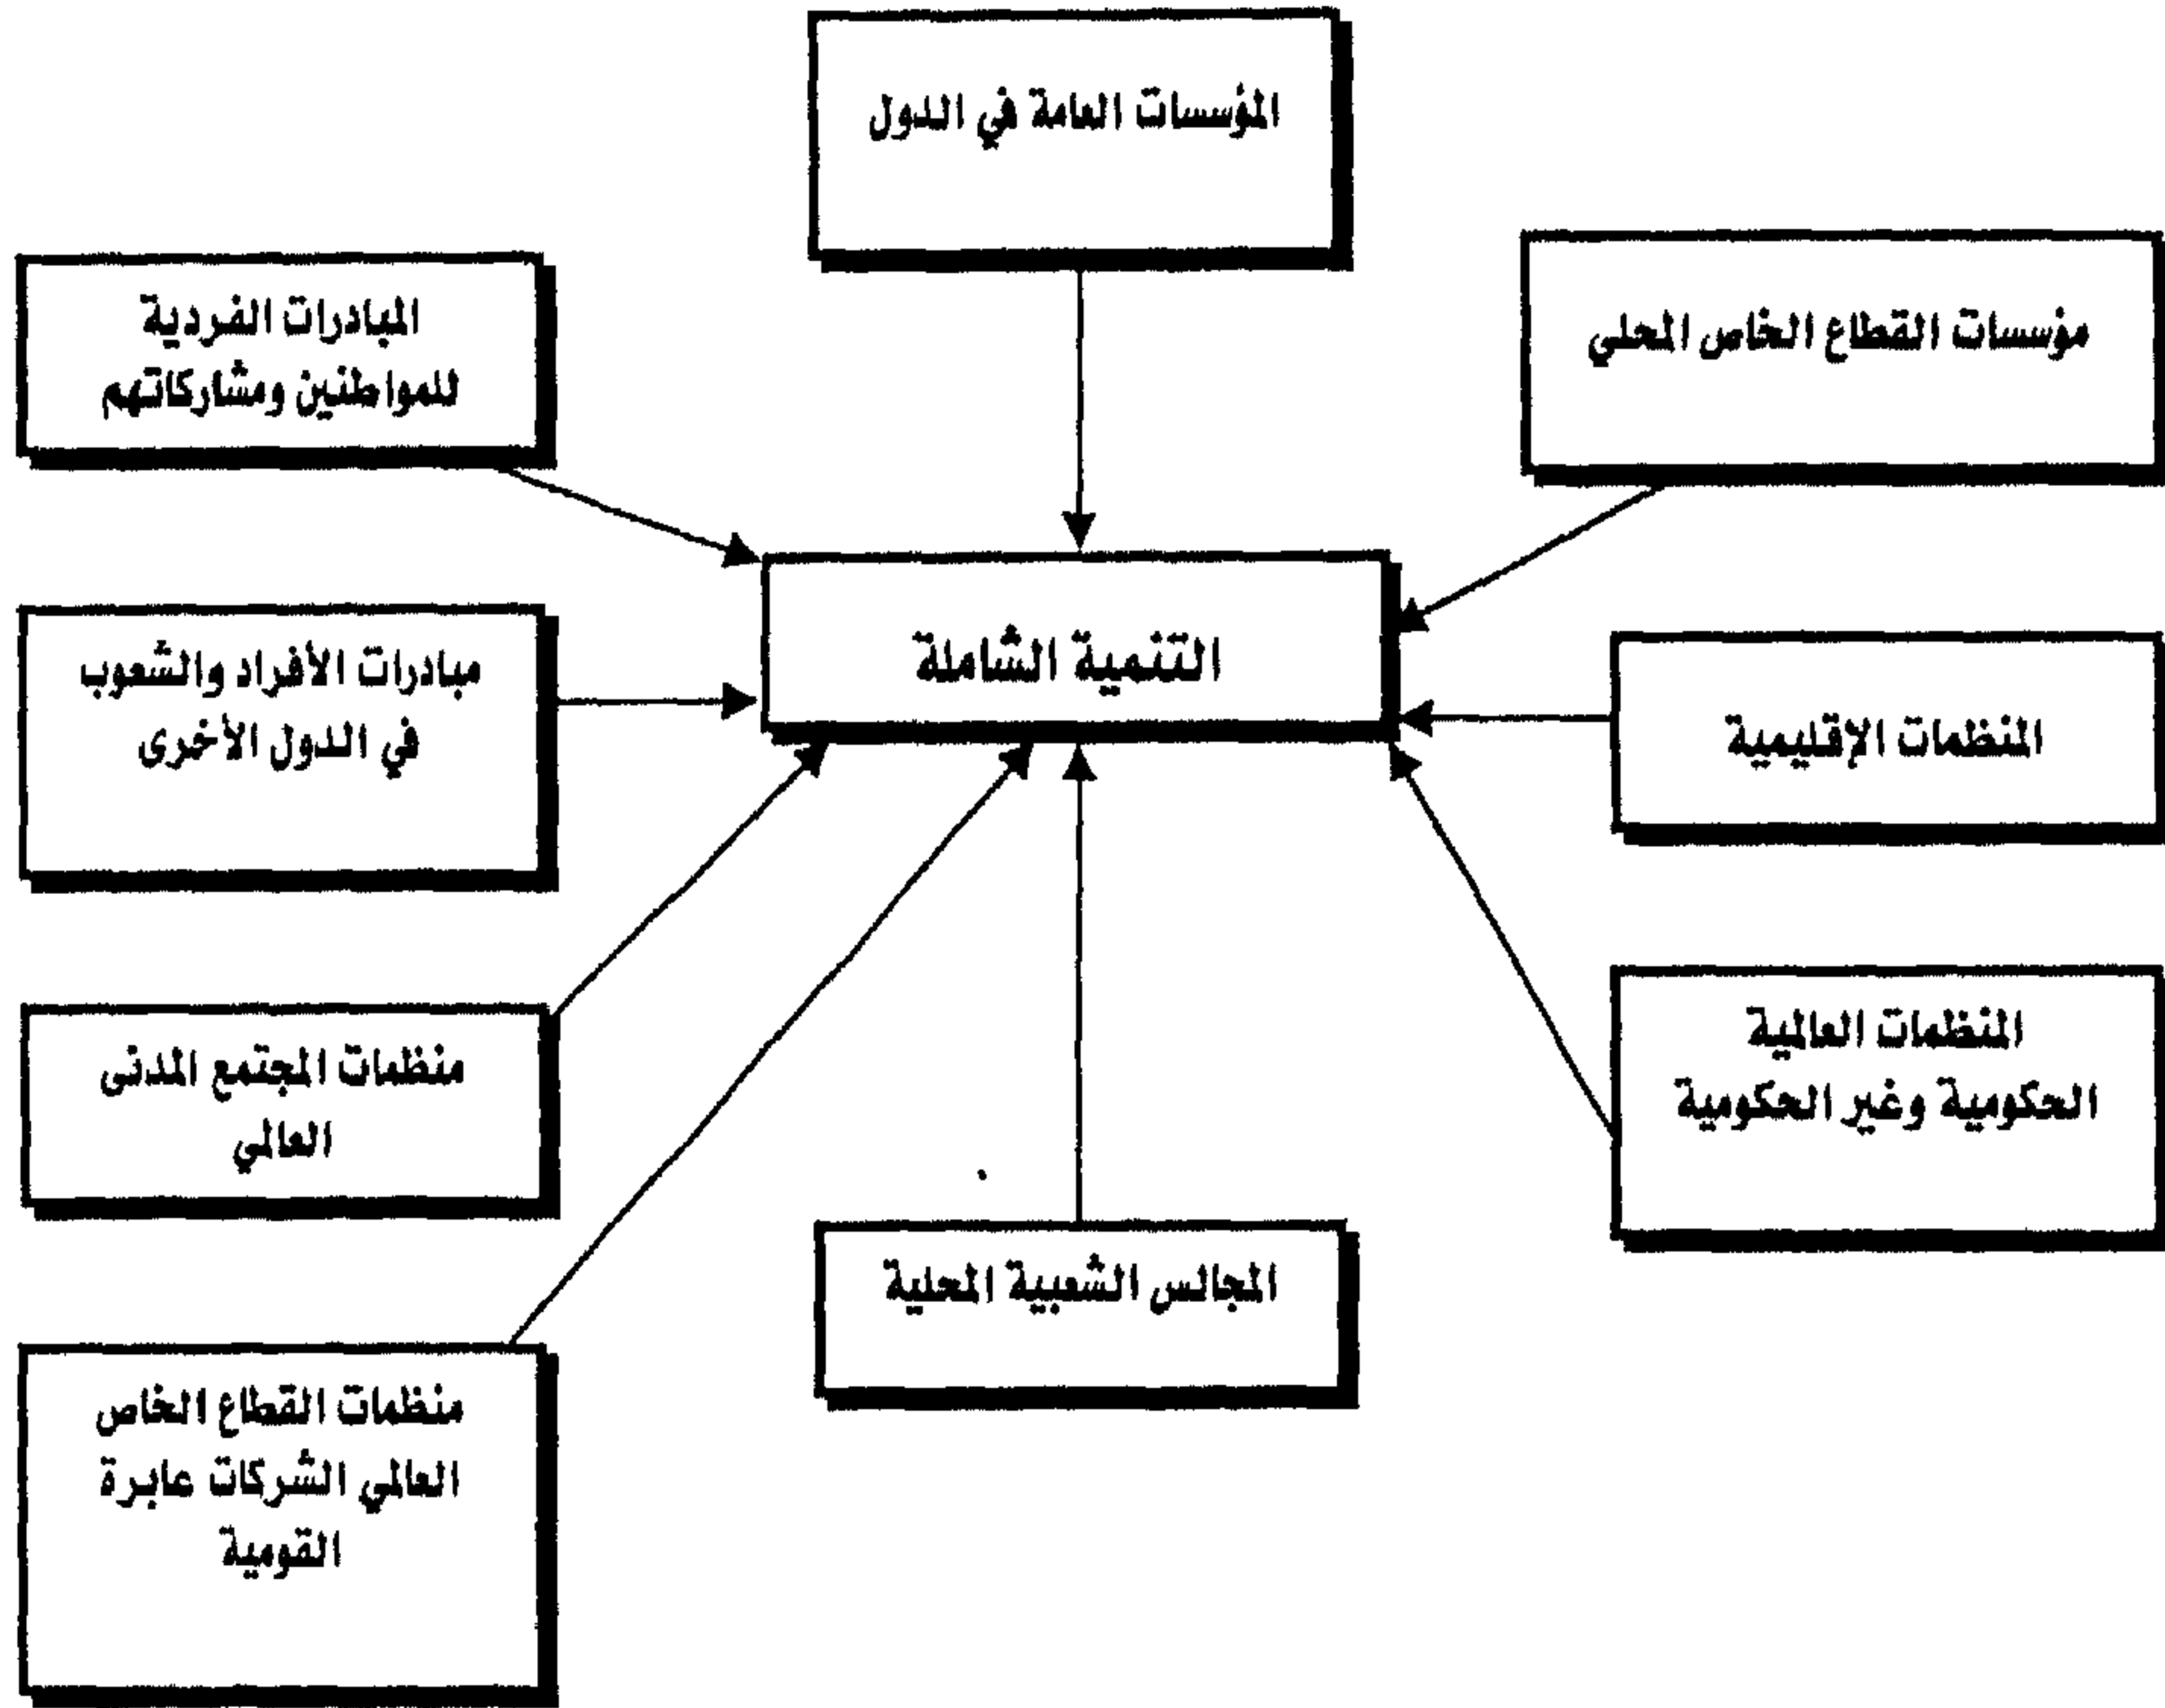 المؤسسات العامة في الدول
مؤسسات القطاع الخاص المحلي
المبادرات الفردية
للمواطنين ومشاركاتهم
التنمية الشاملة
مبادرات الأفراد والشعوب
في الدول الأخرى
المنظمات الإقليمية
المنظمات العالمية
الحكومية وغير الحكومية
منظمات المجتمع المدنى
العالمي
المجالس الشعبية المحلية
منظمات القطاع الخاص
العالمي الشركات عابرة
القومية